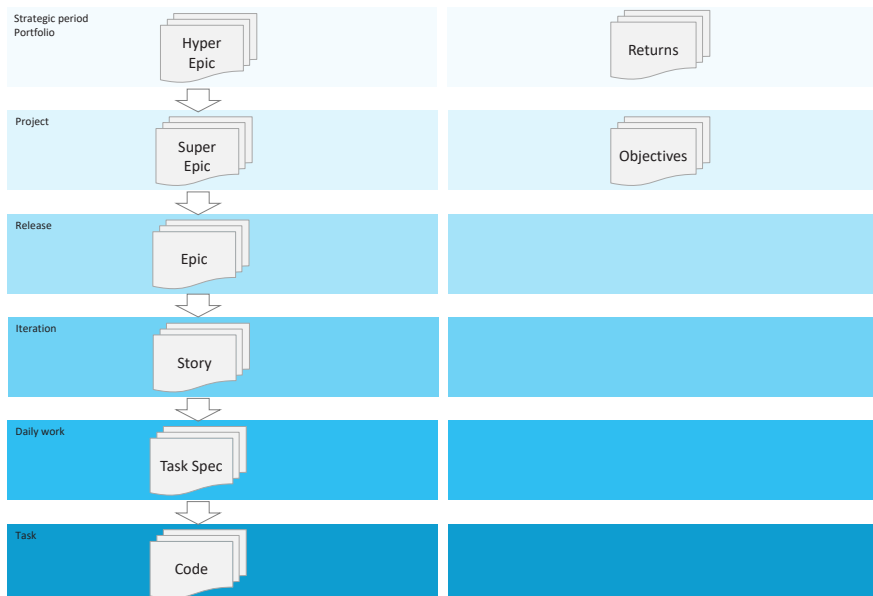 Strategic period
Portfolio
Hyper
Epic
Returns
Project
Super
Epic
Objectives
Release
Epic
Iteration
Story
Daily work
Task Spec
Task
Code